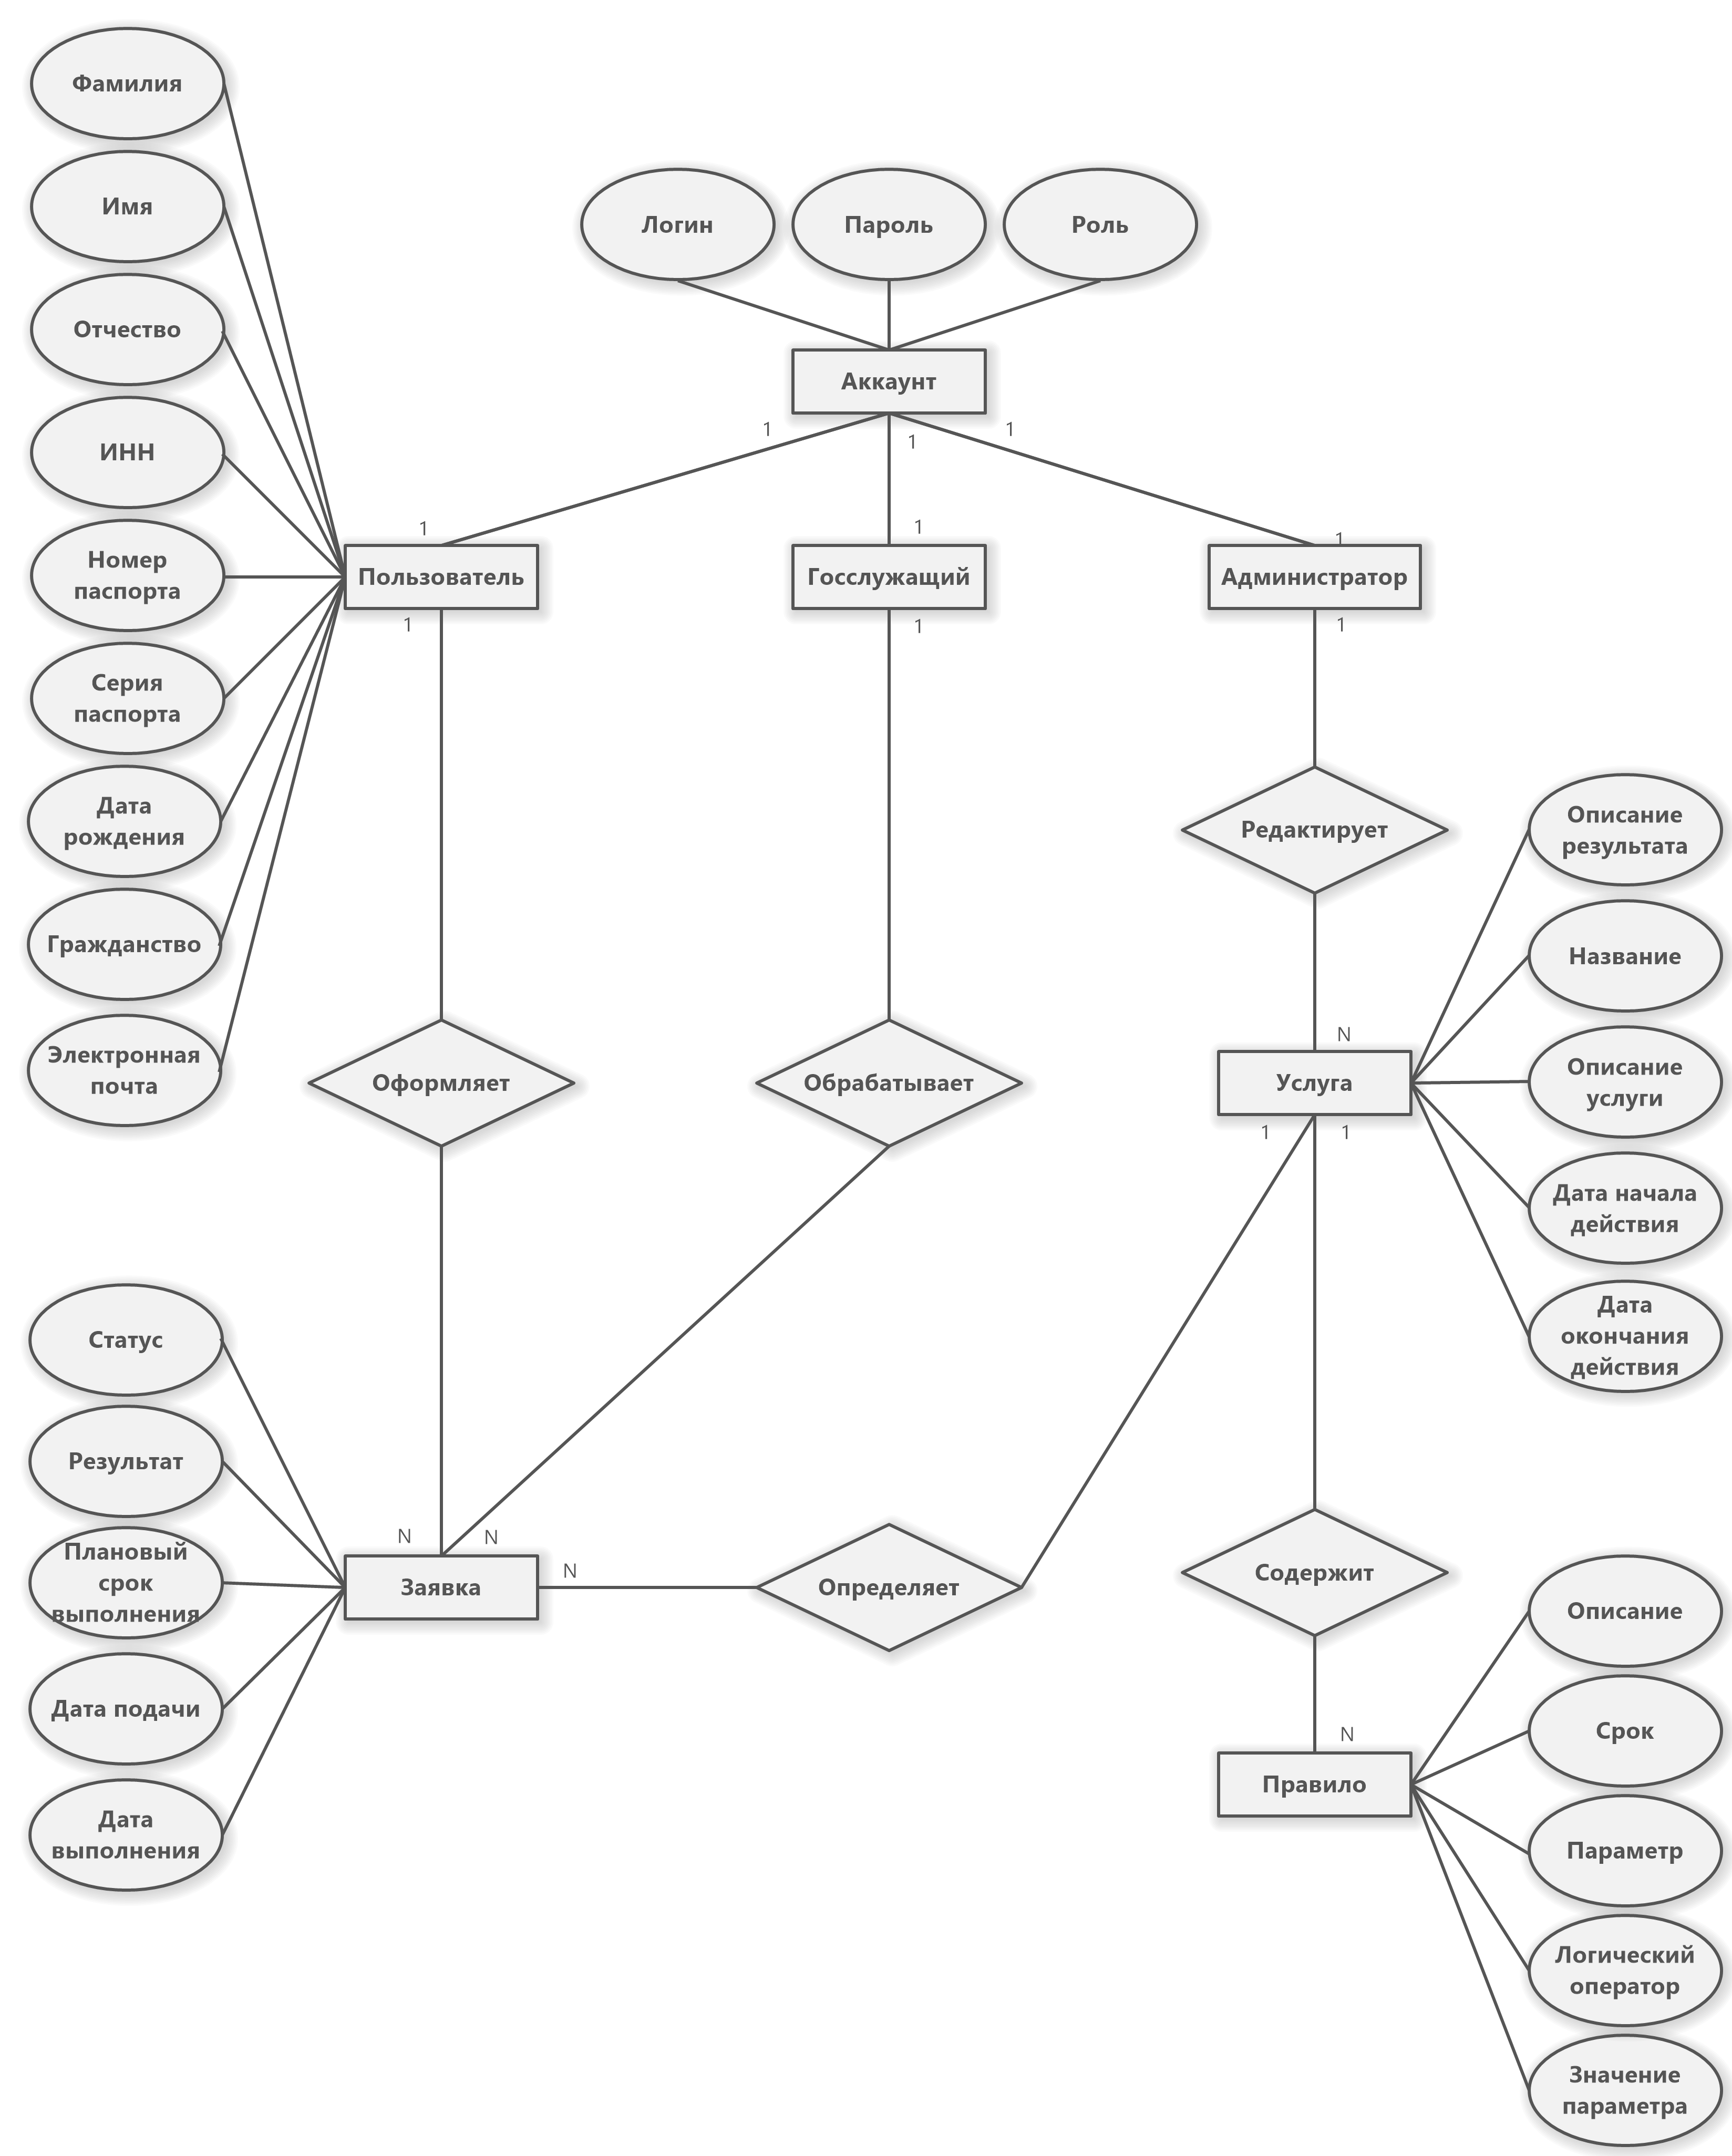 Фамилия
Имя
Отчество
ИНН
Номер
паспорта
Серия
паспорта
Дата
рождения
Гражданство
Электронная
почта
Логин
Пароль
Роль
Аккаунт
1
1
1
1
1
1
Пользователь
Госслужащий
Администратор
1
1
1
Редактирует
Оформляет
Обрабатывает
N
Услуга
1
1
Описание
результата
Название
Описание
услуги
Дата начала
действия
Дата
окончания
действия
Статус
Результат
Плановый
срок
выполнения
Дата подачи
Дата
выполнения
N
N
N
Заявка
Определяет
Содержит
N
Правило
Описание
Срок
Параметр
Логический
оператор
Значение
параметра